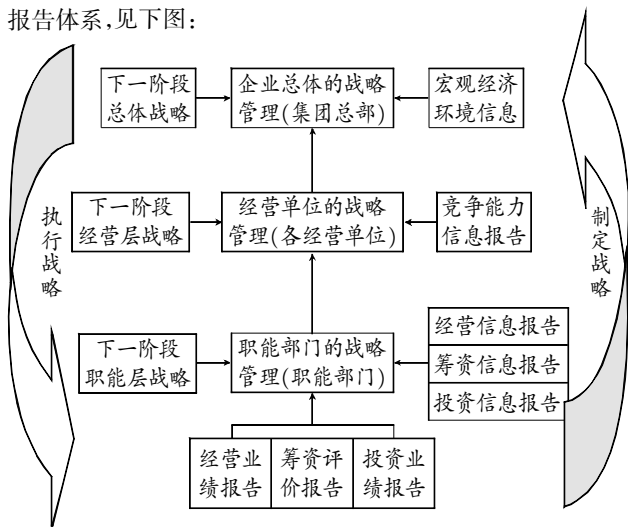 报告体系,见下图:
下一阶段
总体战略
企业总体的战略
管理(集团总部)
宏观经济
环境信息
执行战略
下一阶段
经营层战略
经营单位的战略
管理(各经营单位)
竞争能力
信息报告
制定战略
下一阶段
职能层战略
职能部门的战略
管理(职能部门)
经营信息报告
筹资信息报告
投资信息报告
经营业
绩报告
筹资评
价报告
投资业
绩报告